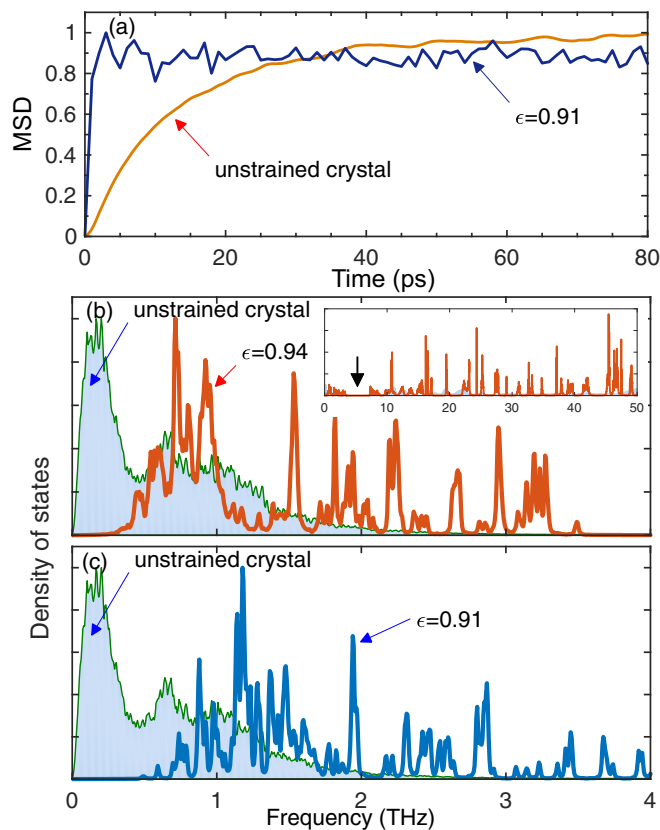 (a)
1
0.8
0.6
0.4
0.2
0
MSD
ϵ=0.91
unstrained crystal
0 20 40 60 80
Time (ps)
(b)
unstrained crystal
ϵ=0.94
0 10 20 30 40 50
Density of states
(c)
unstrained crystal
ϵ=0.91
0 1 2 3 4
Frequency (THz)